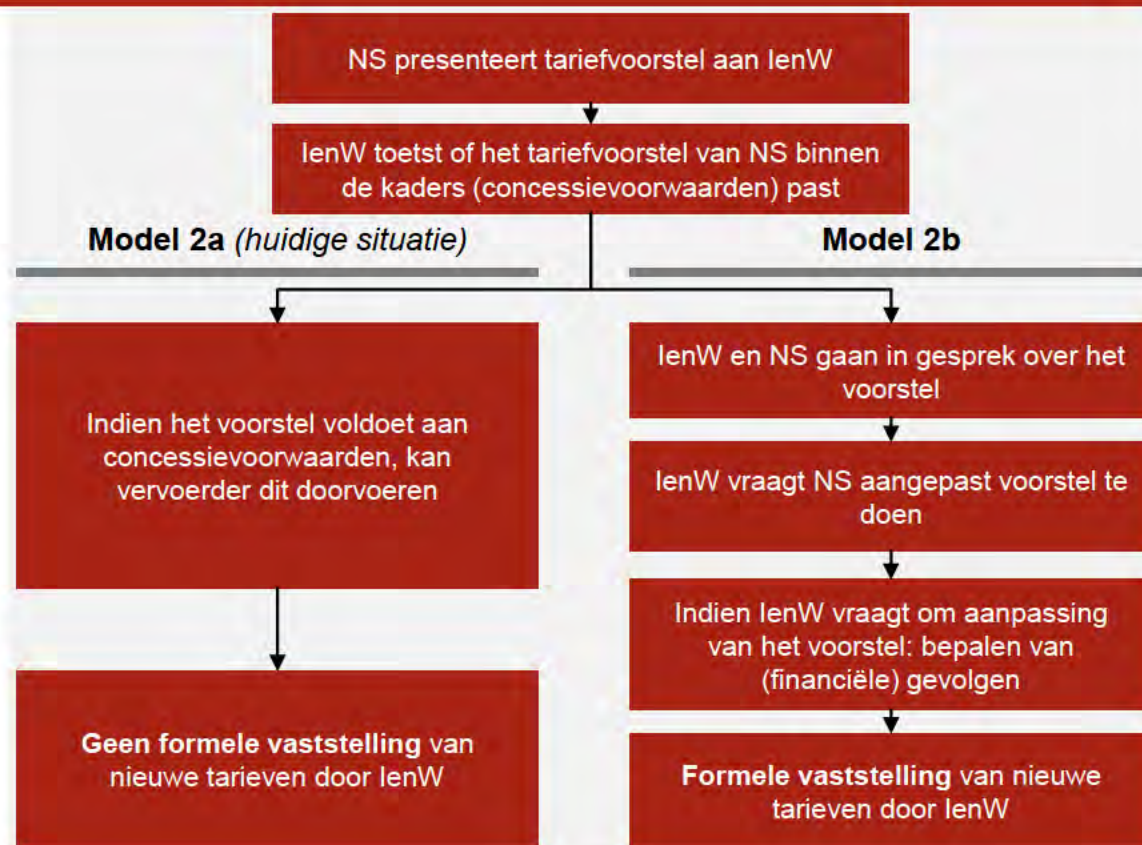 NS presenteert tariefvoorstel aan IenW
IenW toetst of het tariefvoorstel van NS binnen
de kaders (concessievoorwaarden) past
Model 2a (huidige situatie)
Indien het voorstel voldoet aan
concessievoorwaarden, kan
vervoerder dit doorvoeren
Geen formele vaststelling van
nieuwe tarieven door IenW
Model 2b
IenW en NS gaan in gesprek over het
voorstel
IenW vraagt NS aangepast voorstel te
doen
Indien IenW vraagt om aanpassing
van het voorstel: bepalen van
(financiële) gevolgen
Formele vaststelling van nieuwe
tarieven door IenW